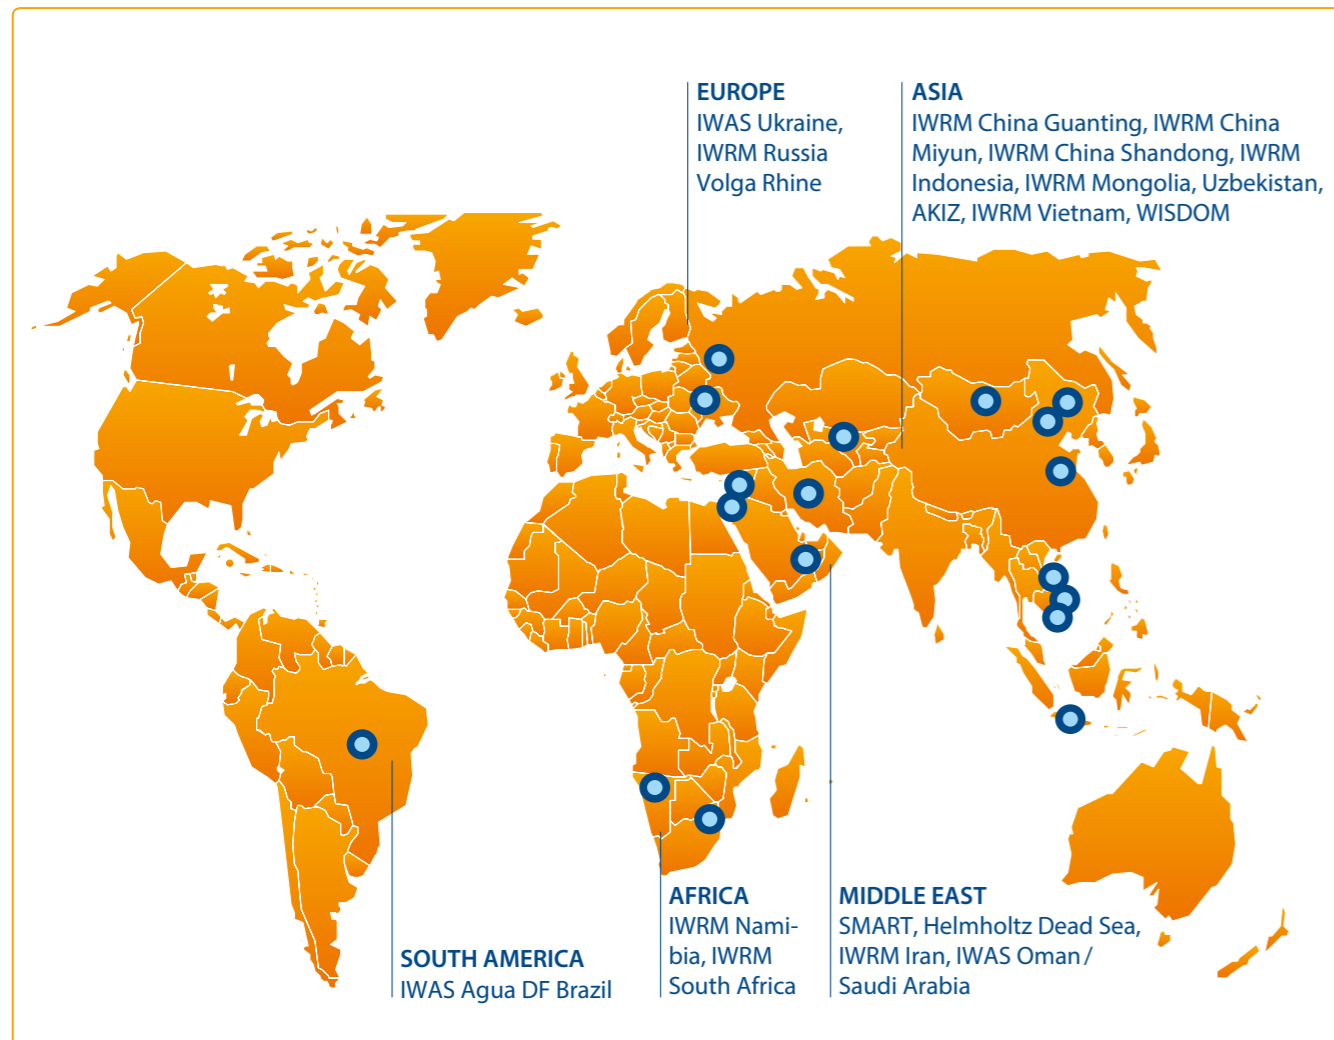 EUROPE
IWAS Ukraine,
IWRM Russia
Volga Rhine
ASIA
IWRM China Guanting, IWRM China
Miyun, IWRM China Shandong, IWRM
Indonesia, IWRM Mongolia, Uzbekistan,
AKIZ, IWRM Vietnam, WISDOM
SOUTH AMERICA
IWAS Agua DF Brazil
AFRICA
IWRM Nami-
bia, IWRM
South Africa
MIDDLE EAST
SMART, Helmholtz Dead Sea,
IWRM Iran, IWAS Oman /
Saudi Arabia